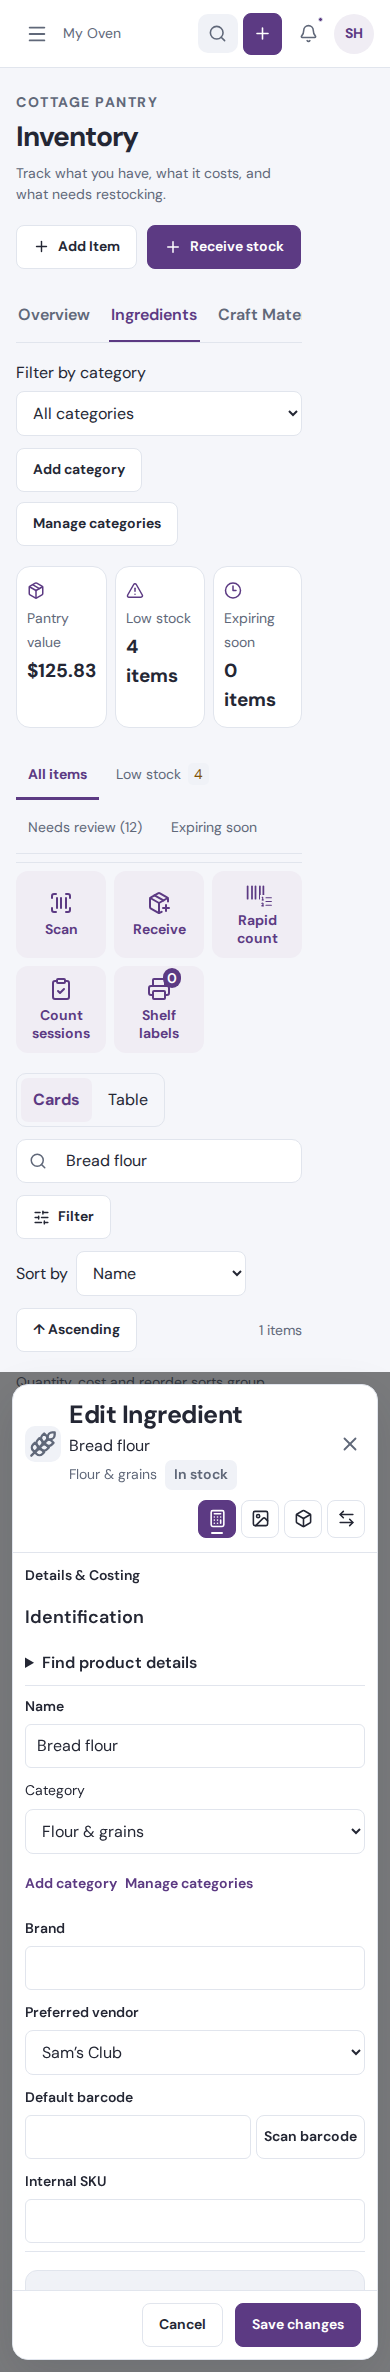 My Oven
SH
COTTAGE PANTRY
Inventory
Track what you have, what it costs, and
what needs restocking.
Add Item
Receive stock
Overview Ingredients Craft Mate
Filter by category
All categories
Add category
Manage categories
Pantry value
$125.83
Low stock
4 items
Expiring soon
0 items
All items Low stock 4
Needs review (12) Expiring soon
Scan
Receive
Rapid count
Count sessions
0
Shelf labels
Cards Table
Bread flour
Filter
Sort by Name
↑ Ascending 1 items
Quantity, cost and reorder sorts group
Edit Ingredient
Bread flour
Flour & grains In stock
Details & Costing
Identification
Find product details
Name
Bread flour
Category
Flour & grains
Add category Manage categories
Brand
Preferred vendor
Sam’s Club
Default barcode
Scan barcode
Internal SKU
Cancel Save changes